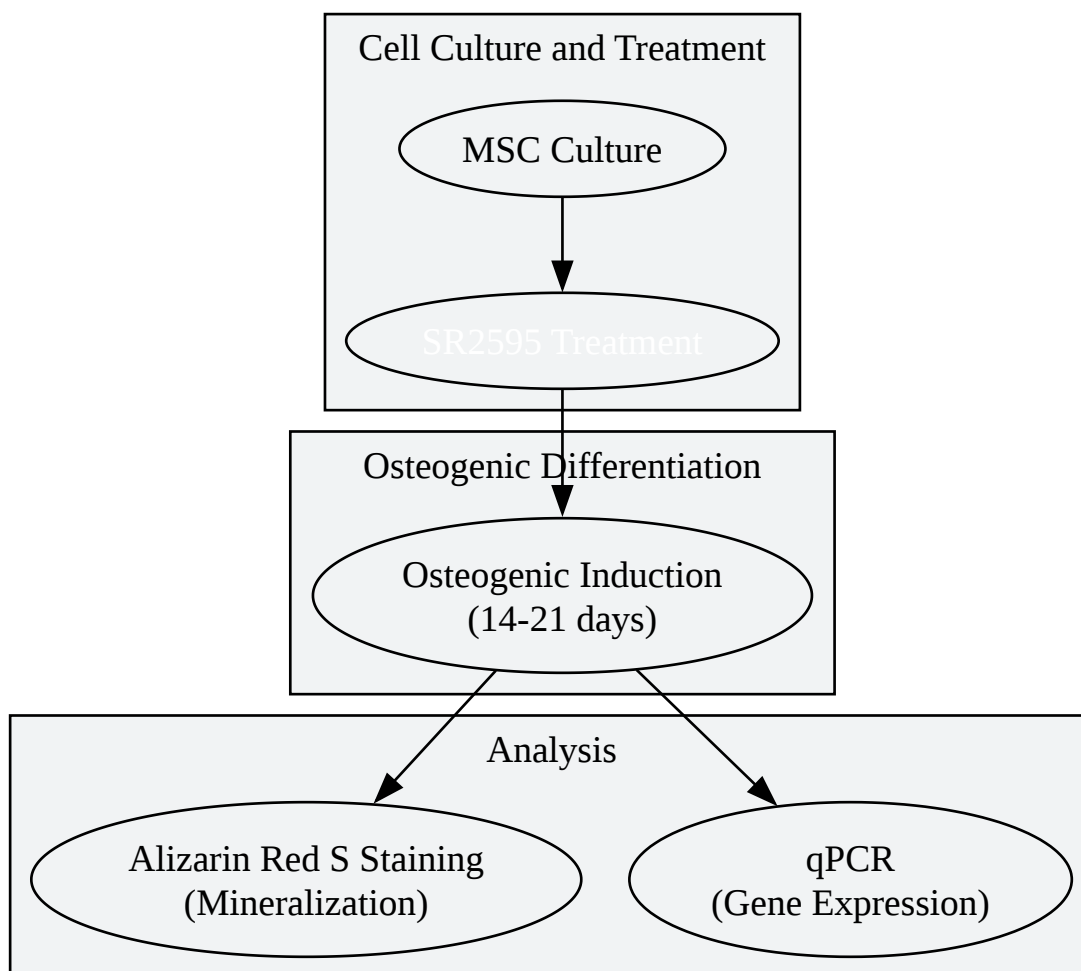 Cell Culture and Treatment
MSC Culture
SR2595 Treatment
Osteogenic Differentiation
Osteogenic Induction
(14-21 days)
Analysis
Alizarin Red S Staining
(Mineralization)
qPCR
(Gene Expression)